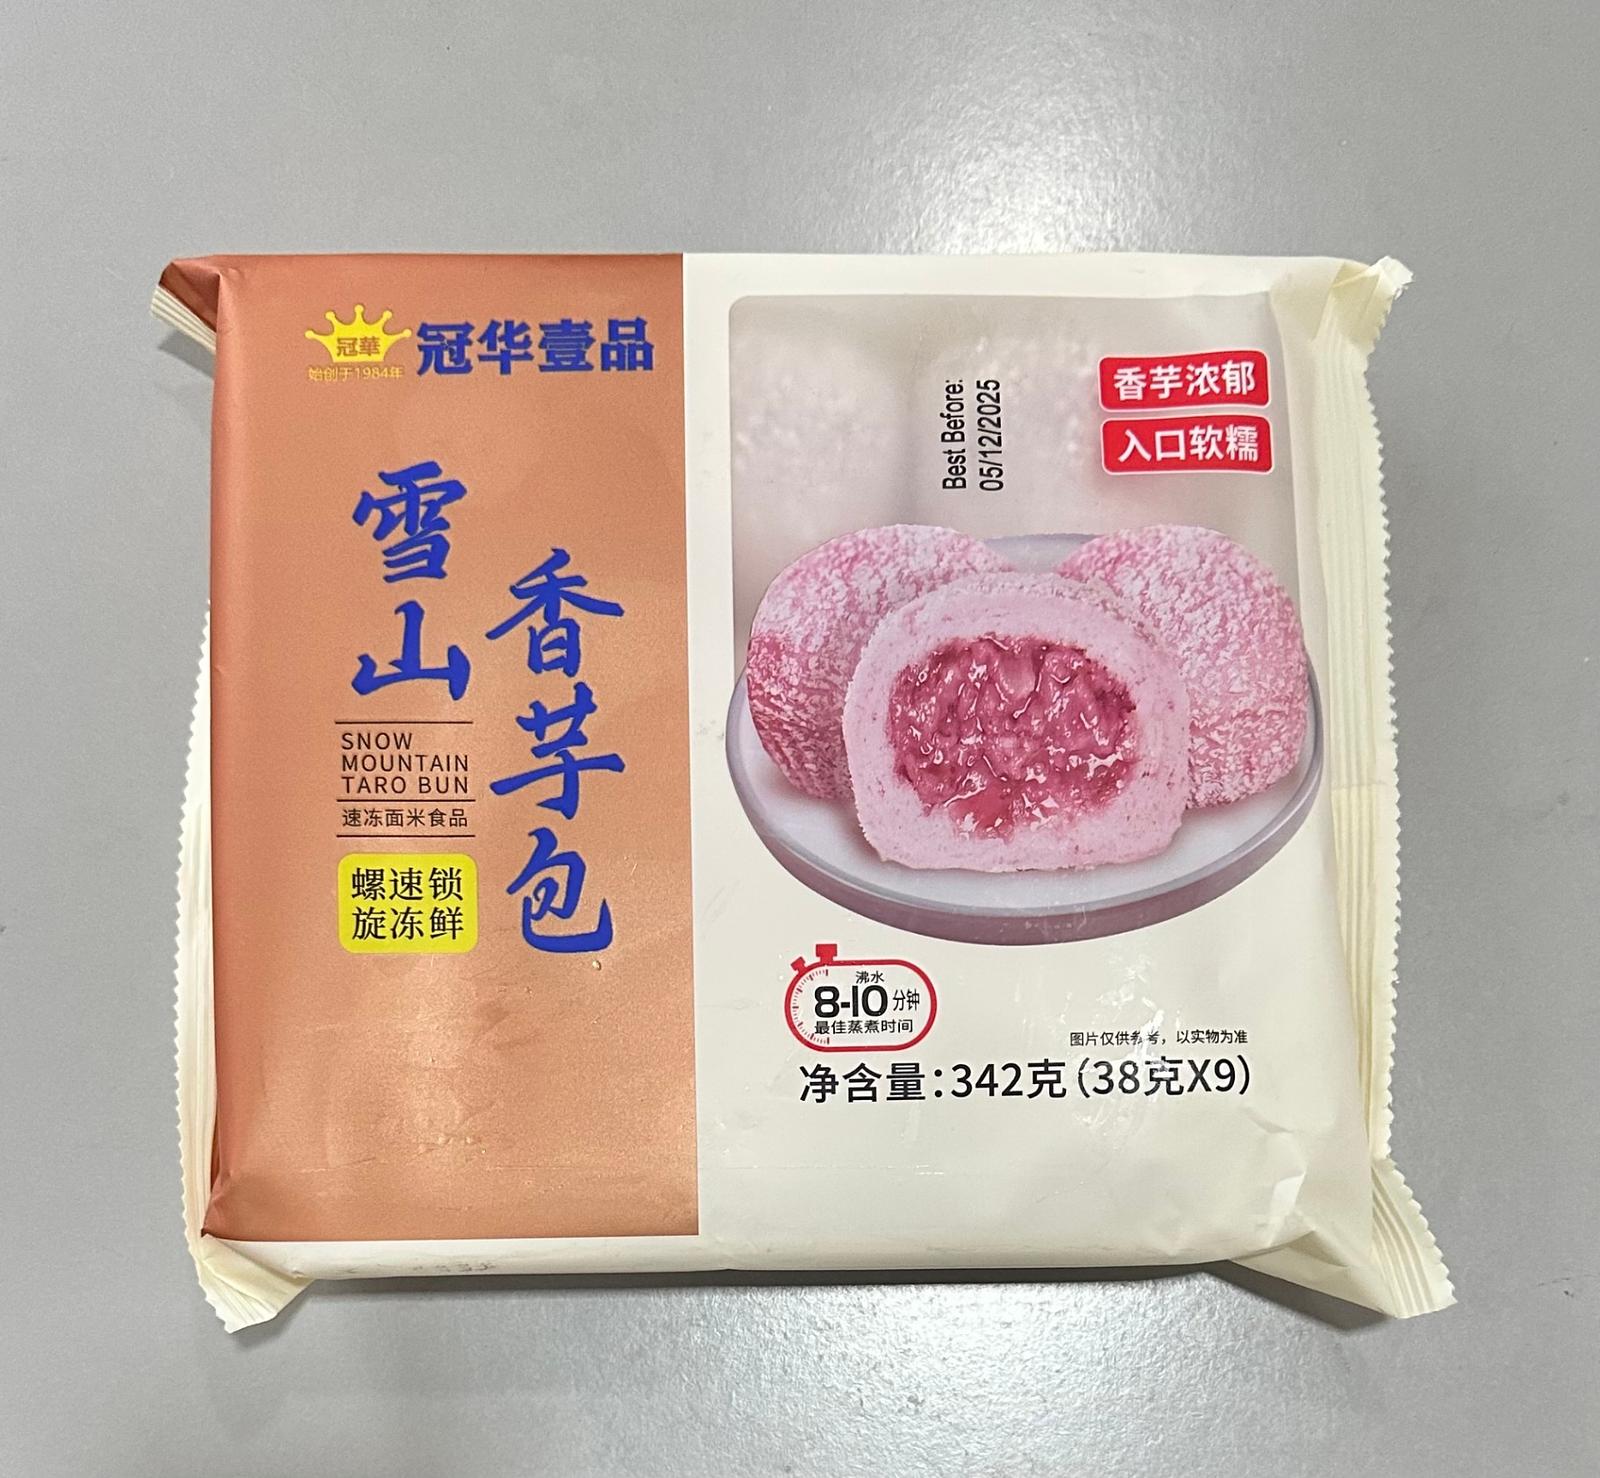 冠華
始创于1984年
冠华壹品
雪山
香芋包
SNOW
MOUNTAIN
TARO BUN
速冻面米食品
螺速锁
旋冻鲜
Best Before:
05/12/2025
香芋浓郁
入口软糯
沸水
8-10分钟
最佳蒸煮时间
图片仅供参考，以实物为准
净含量:342克(38克X9)